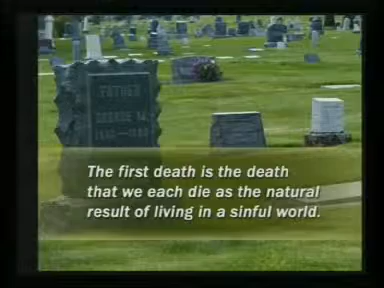 FATHER
The first death is the death
that we each die as the natural
result of living in a sinful world.